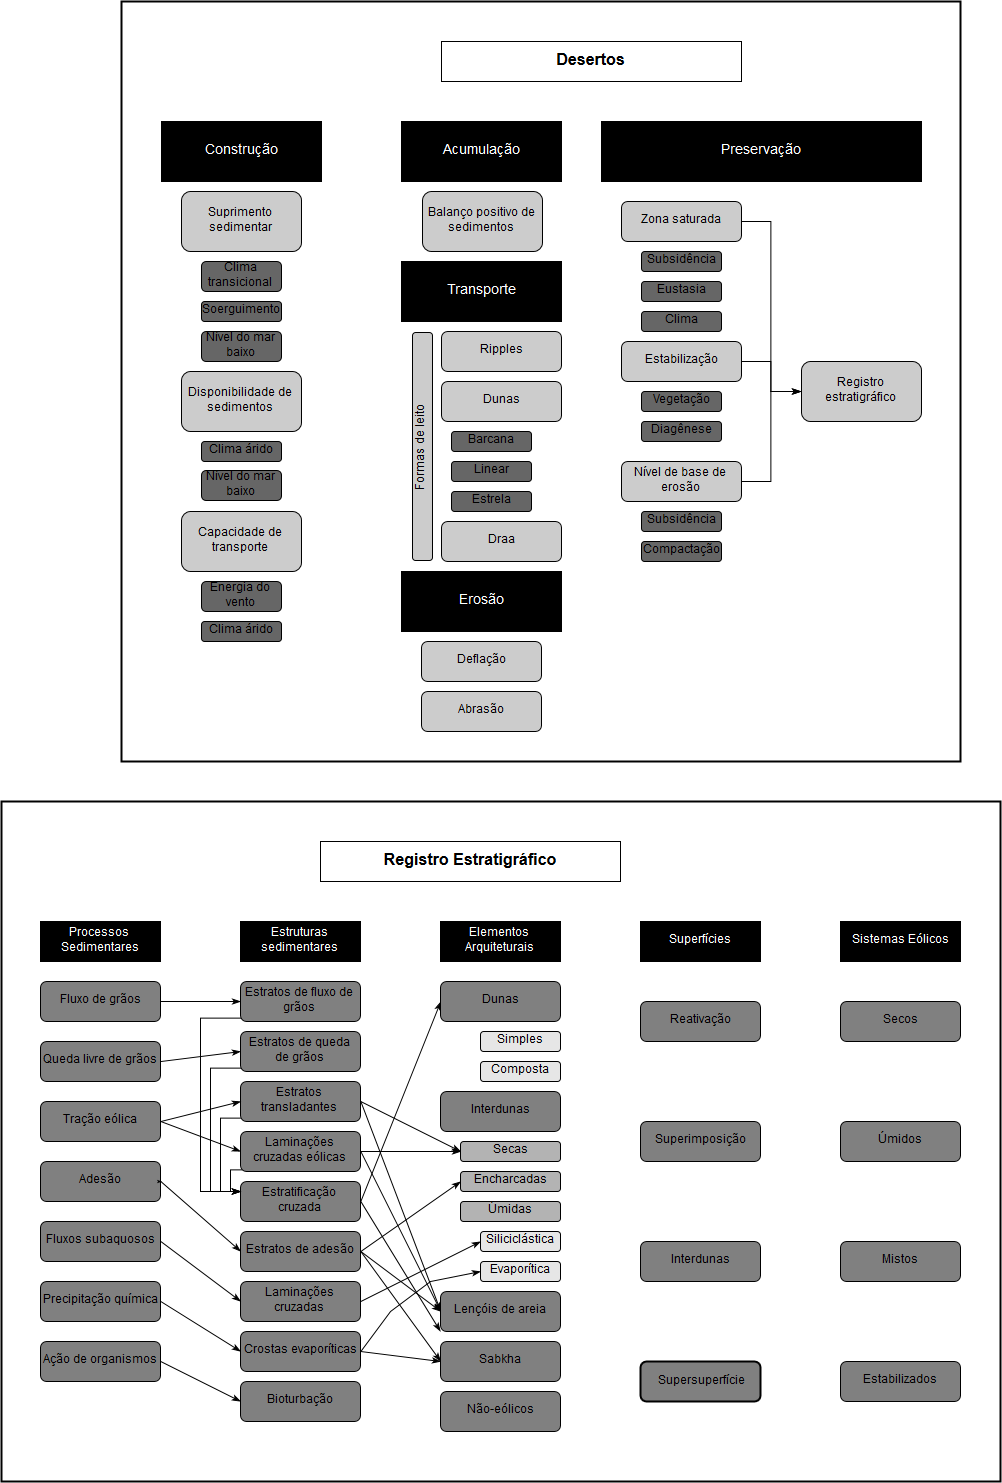 Desertos
Construção
Suprimento
sedimentar
Clima
transicional
Soerguimento
Nível do mar
baixo
Disponibilidade de
sedimentos
Clima árido
Nível do mar
baixo
Capacidade de
transporte
Energia do
vento
Clima árido
Acumulação
Balanço positivo de
sedimentos
Transporte
Formas de leito
Ripples
Dunas
Barcana
Linear
Estrela
Draa
Erosão
Deflação
Abrasão
Preservação
Zona saturada
Subsidência
Eustasia
Clima
Estabilização
Vegetação
Diagênese
Nível de base de
erosão
Subsidência
Compactação
Registro
estratigráfico
Registro Estratigráfico
Processos
Sedimentares
Fluxo de grãos
Queda livre de grãos
Tração eólica
Adesão
Fluxos subaquosos
Precipitação química
Ação de organismos
Estruturas
sedimentares
Estratos de fluxo de
grãos
Estratos de queda
de grãos
Estratos
transladantes
Laminações
cruzadas eólicas
Estratificação
cruzada
Estratos de adesão
Laminações
cruzadas
Crostas evaporíticas
Bioturbação
Elementos
Arquiteturais
Dunas
Simples
Composta
Interdunas
Secas
Encharcadas
Úmidas
Siliciclástica
Evaporítica
Lençóis de areia
Sabkha
Não-eólicos
Superfícies
Reativação
Superimposição
Interdunas
Supersuperfície
Sistemas Eólicos
Secos
Úmidos
Mistos
Estabilizados